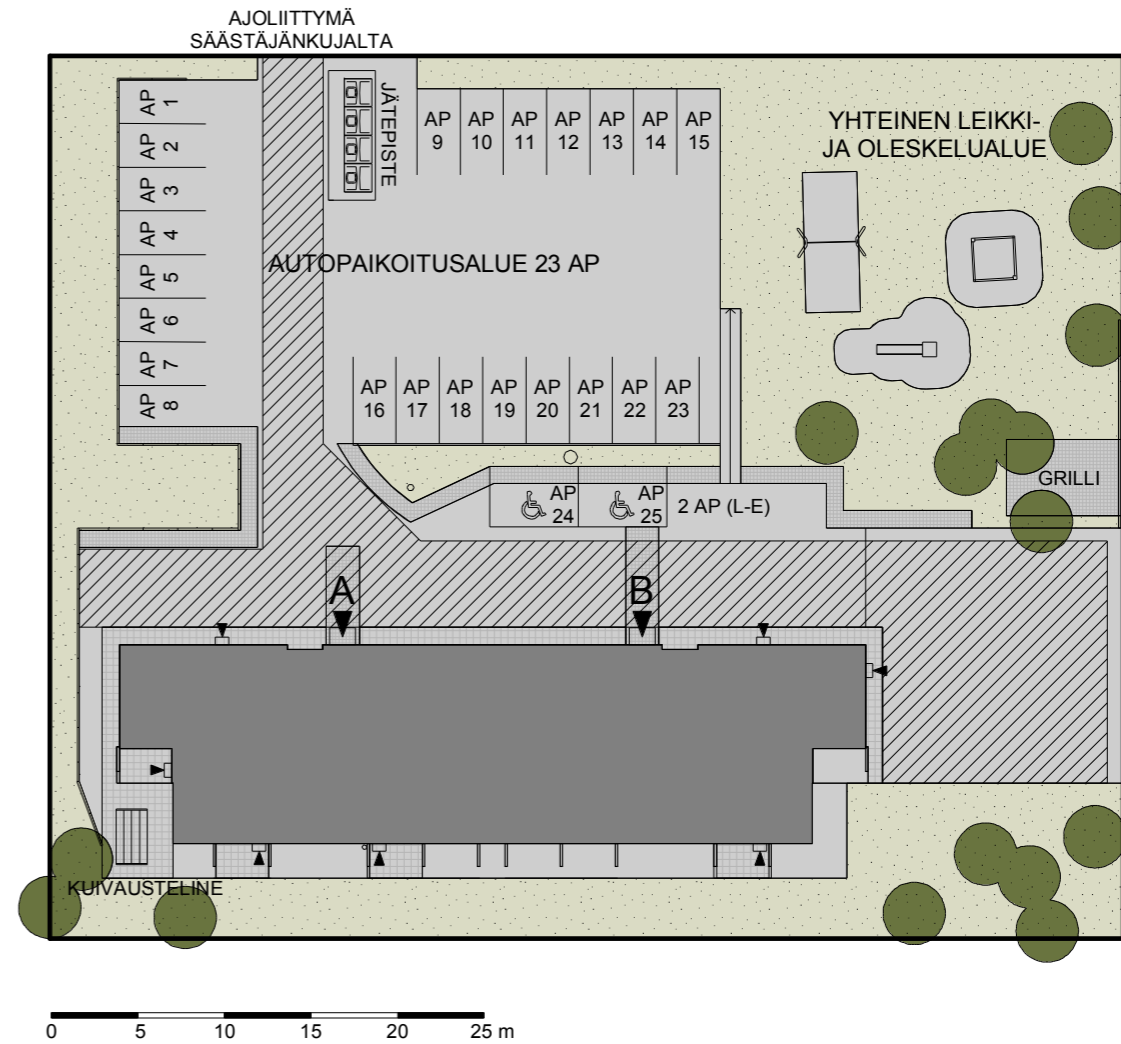 AJOLIITTYMÄ
SÄÄSTÄJÄNKUJALTA
AP 1
AP 2
AP 3
AP 4
AP 5
AP 6
AP 7
AP 8
JÄTEPISTE
AP 9
AP 10
AP 11
AP 12
AP 13
AP 14
AP 15
YHTEINEN LEIKKI-
JA OLESKELUALUE
AUTOPAIKOITUSALUE 23 AP
AP 16
AP 17
AP 18
AP 19
AP 20
AP 21
AP 22
AP 23
GRILLI
AP 24
AP 25
2 AP (L-E)
A
B
KUIVAUSTELINE
0 5 10 15 20 25 m